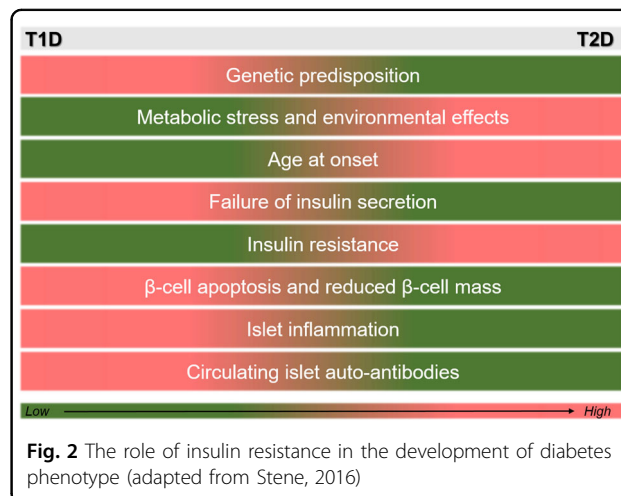 T1D T2D
Genetic predisposition
Metabolic stress and environmental effects
Age at onset
Failure of insulin secretion
Insulin resistance
β-cell apoptosis and reduced β-cell mass
Islet inflammation
Circulating islet auto-antibodies
Low High
Fig. 2 The role of insulin resistance in the development of diabetes
phenotype (adapted from Stene, 2016)